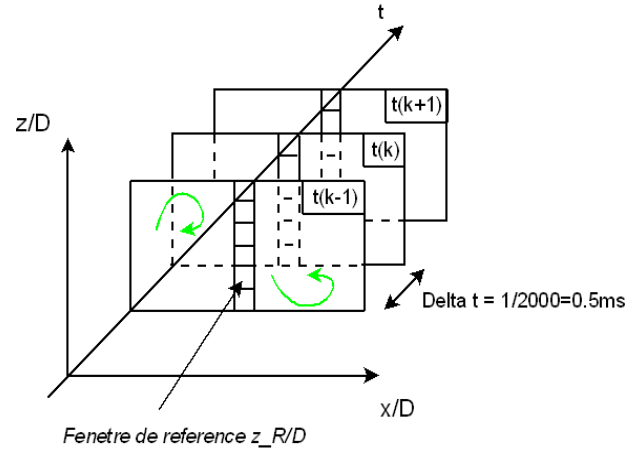 t
t(k+1)
z/D
t(k)
t(k-1)
Delta t = 1/2000=0.5ms
x/D
Fenetre de reference z_R/D